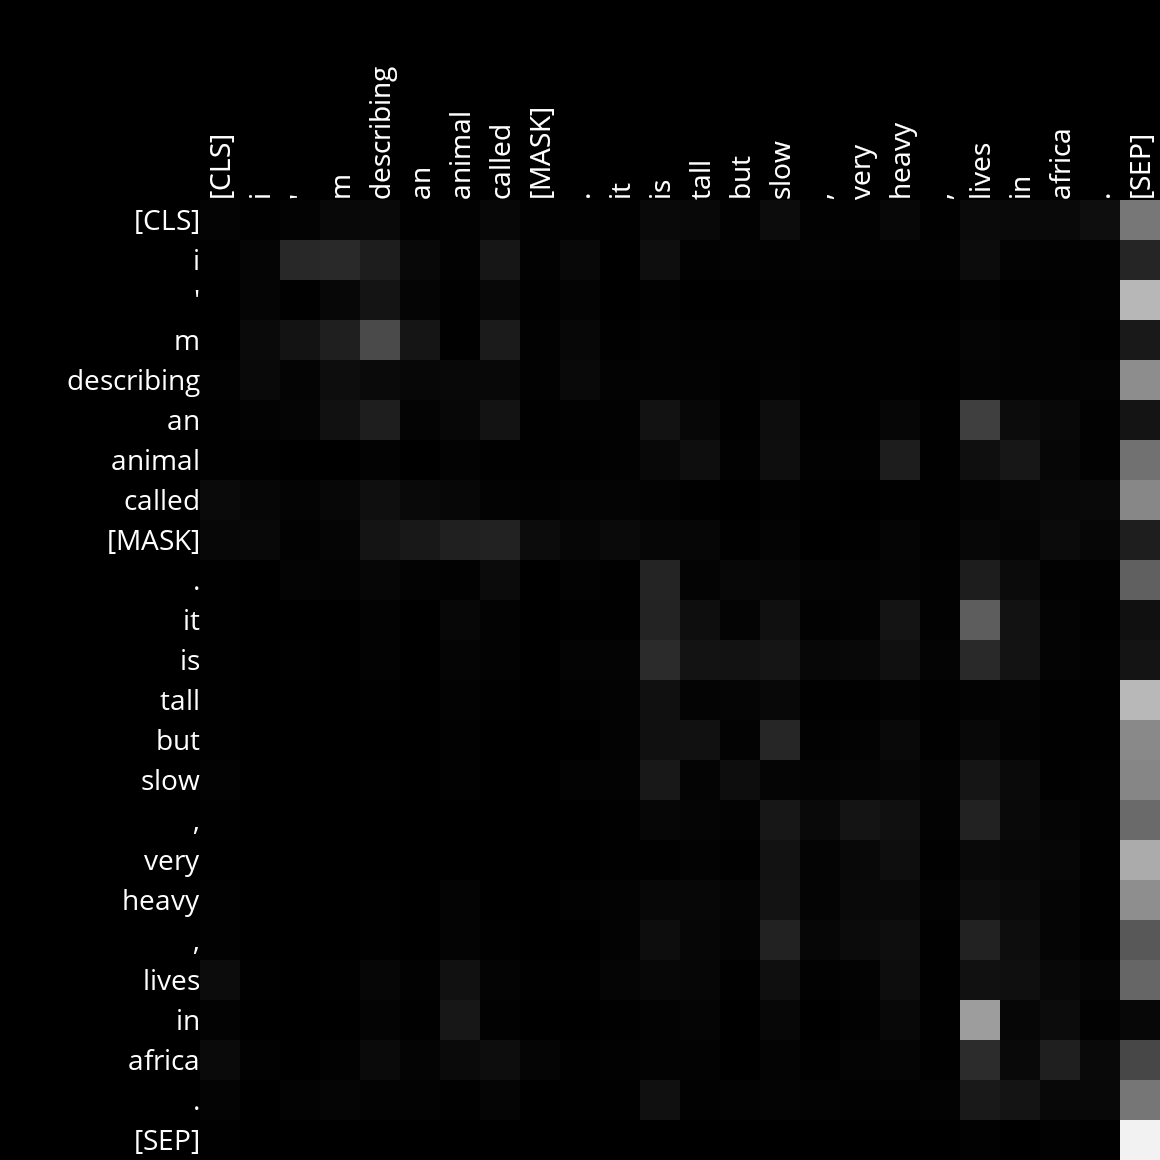 [CLS] i ' m describing an animal called [MASK] . it is tall but slow , very heavy , lives in africa . [SEP]
[CLS]
i
'
m
describing
an
animal
called
[MASK]
.
it
is
tall
but
slow
,
very
heavy
,
lives
in
africa
.
[SEP]